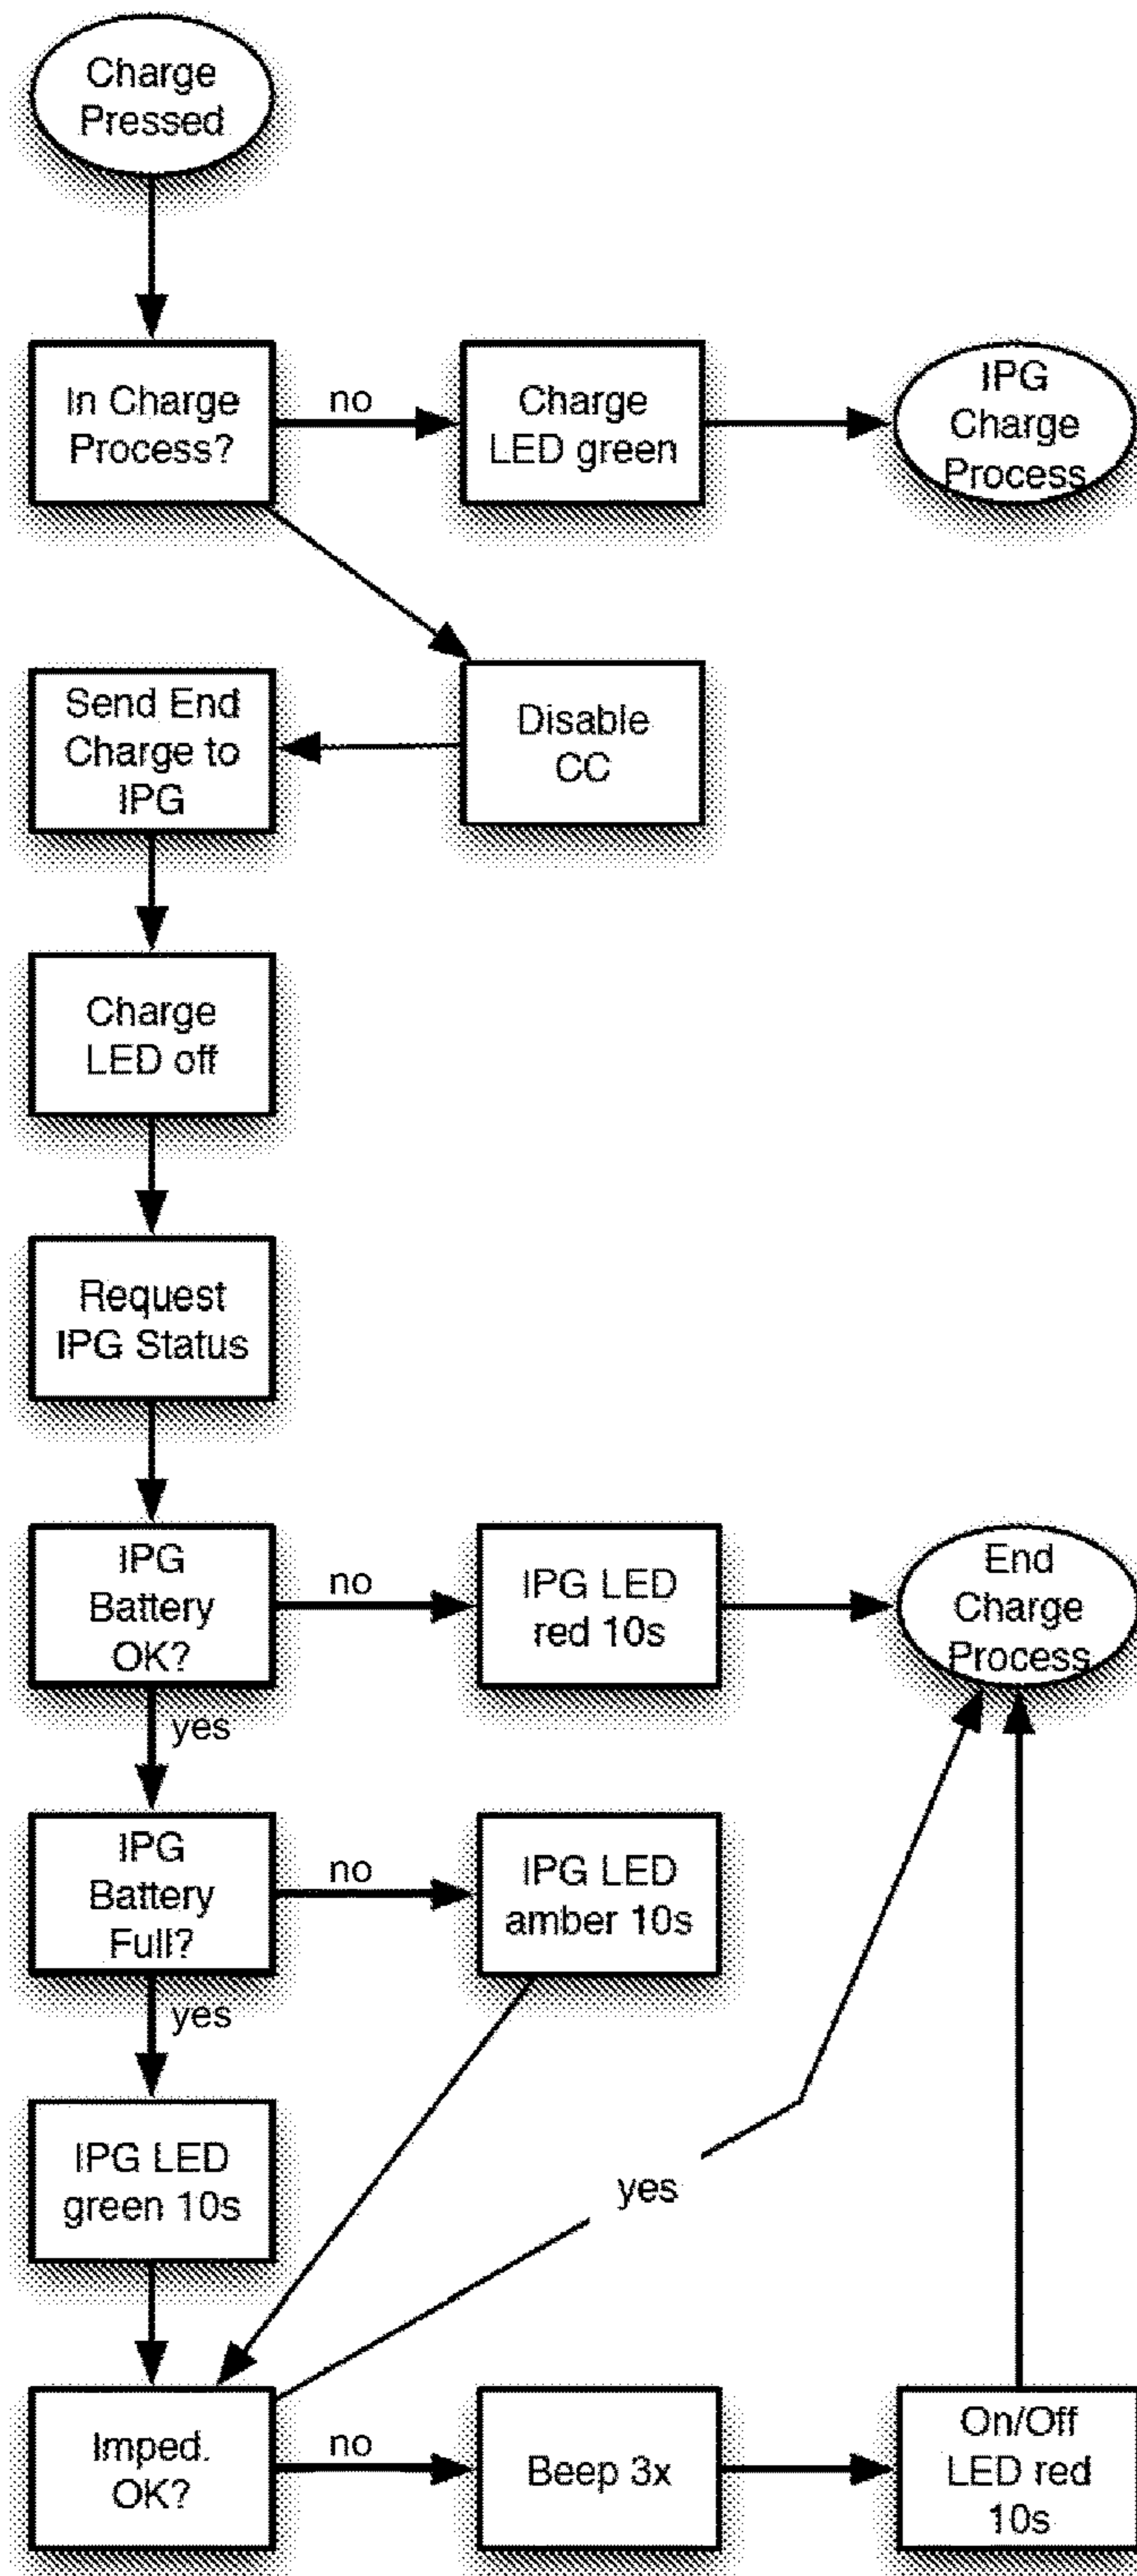 Charge
Pressed
In Charge
Process?
no
Charge
LED green
IPG
Charge
Process
Send End
Charge to
IPG
Disable
CC
Charge
LED off
Request
IPG Status
IPG
Battery
OK?
no
IPG LED
red 10s
End
Charge
Process
yes
IPG
Battery
Full?
no
IPG LED
amber 10s
yes
IPG LED
green 10s
yes
Imped.
OK?
no
Beep 3x
On/Off
LED red
10s